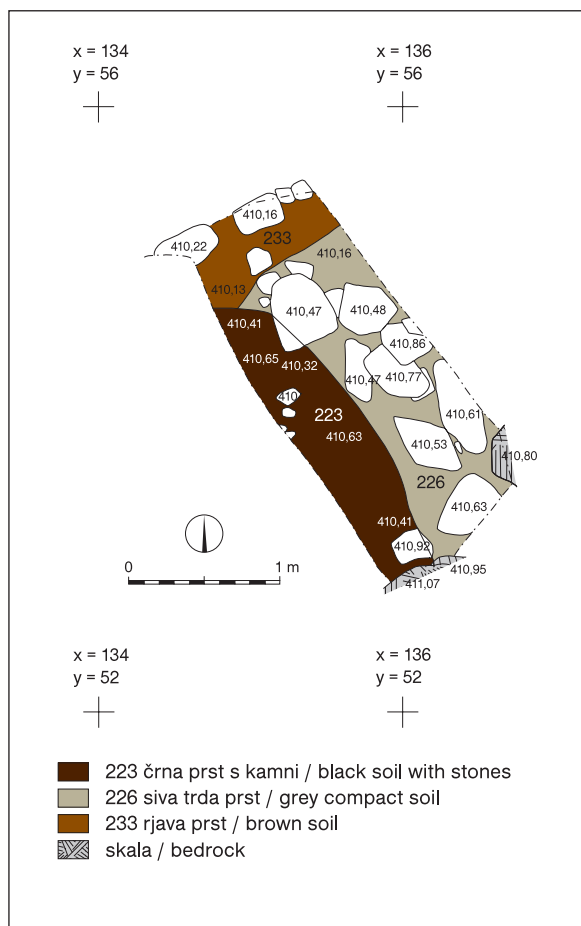 x = 134
y = 56
x = 136
y = 56
410,16
410,22
233
410,16
410,13
410,47
410,48
410,41
410,86
410,65
410,32
410,47
410,77
410
223
410,61
410,63
410,53
410,80
226
410,63
410,41
410,92
410,95
411,07
0
1 m
x = 134
y = 52
x = 136
y = 52
223 črna prst s kamni / black soil with stones
226 siva trda prst / grey compact soil
233 rjava prst / brown soil
skala / bedrock